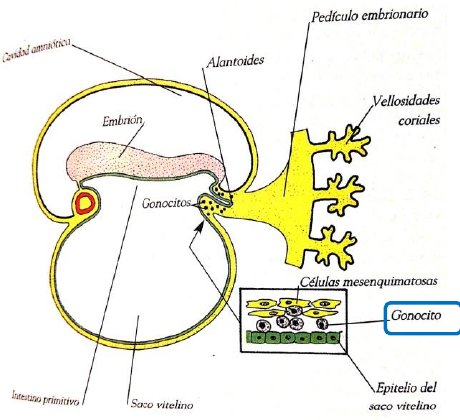 Pedículo embrionario
Cavidad amniótica
Alantoides
Vellosidades
coriales
Embrión
Gonocitos
Células mesenquimatosas
Gonocito
Epitelio del
saco vitelino
Intestino primitivo
Saco vitelino